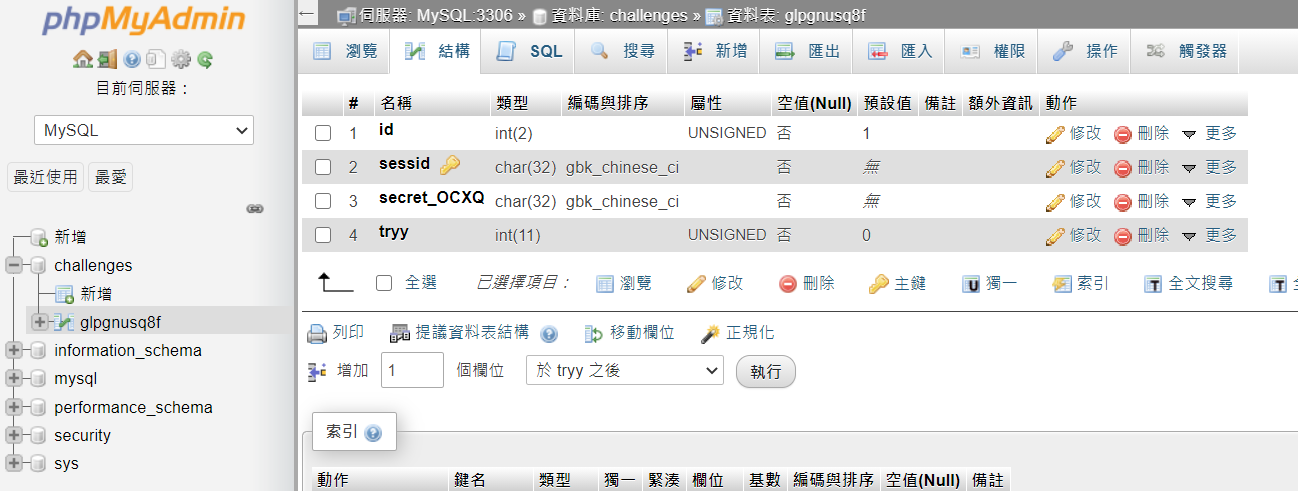 phpMyAdmin
目前伺服器：
MySQL
最近使用 最愛
新增
challenges
新增
glpgnusq8f
information_schema
mysql
performance_schema
security
sys
伺服器: MySQL:3306 » 資料庫: challenges » 資料表: glpgnusq8f
瀏覽 結構 SQL 搜尋 新增 匯出 匯入 權限 操作 觸發器
# 名稱 類型 編碼與排序 屬性 空值(Null) 預設值 備註 額外資訊 動作
1 id int(2) UNSIGNED 否 1 修改 刪除 更多
2 sessid char(32) gbk_chinese_ci 否 無 修改 刪除 更多
3 secret_OCXQ char(32) gbk_chinese_ci 否 無 修改 刪除 更多
4 tryy int(11) UNSIGNED 否 0 修改 刪除 更多
全選 已選擇項目： 瀏覽 修改 刪除 主鍵 獨一 索引 全文搜尋
列印 提議資料表結構 移動欄位 正規化
增加 1 個欄位 於 tryy 之後 執行
索引
動作 鍵名 類型 獨一 緊湊 欄位 基數 編碼與排序 空值(Null) 備註